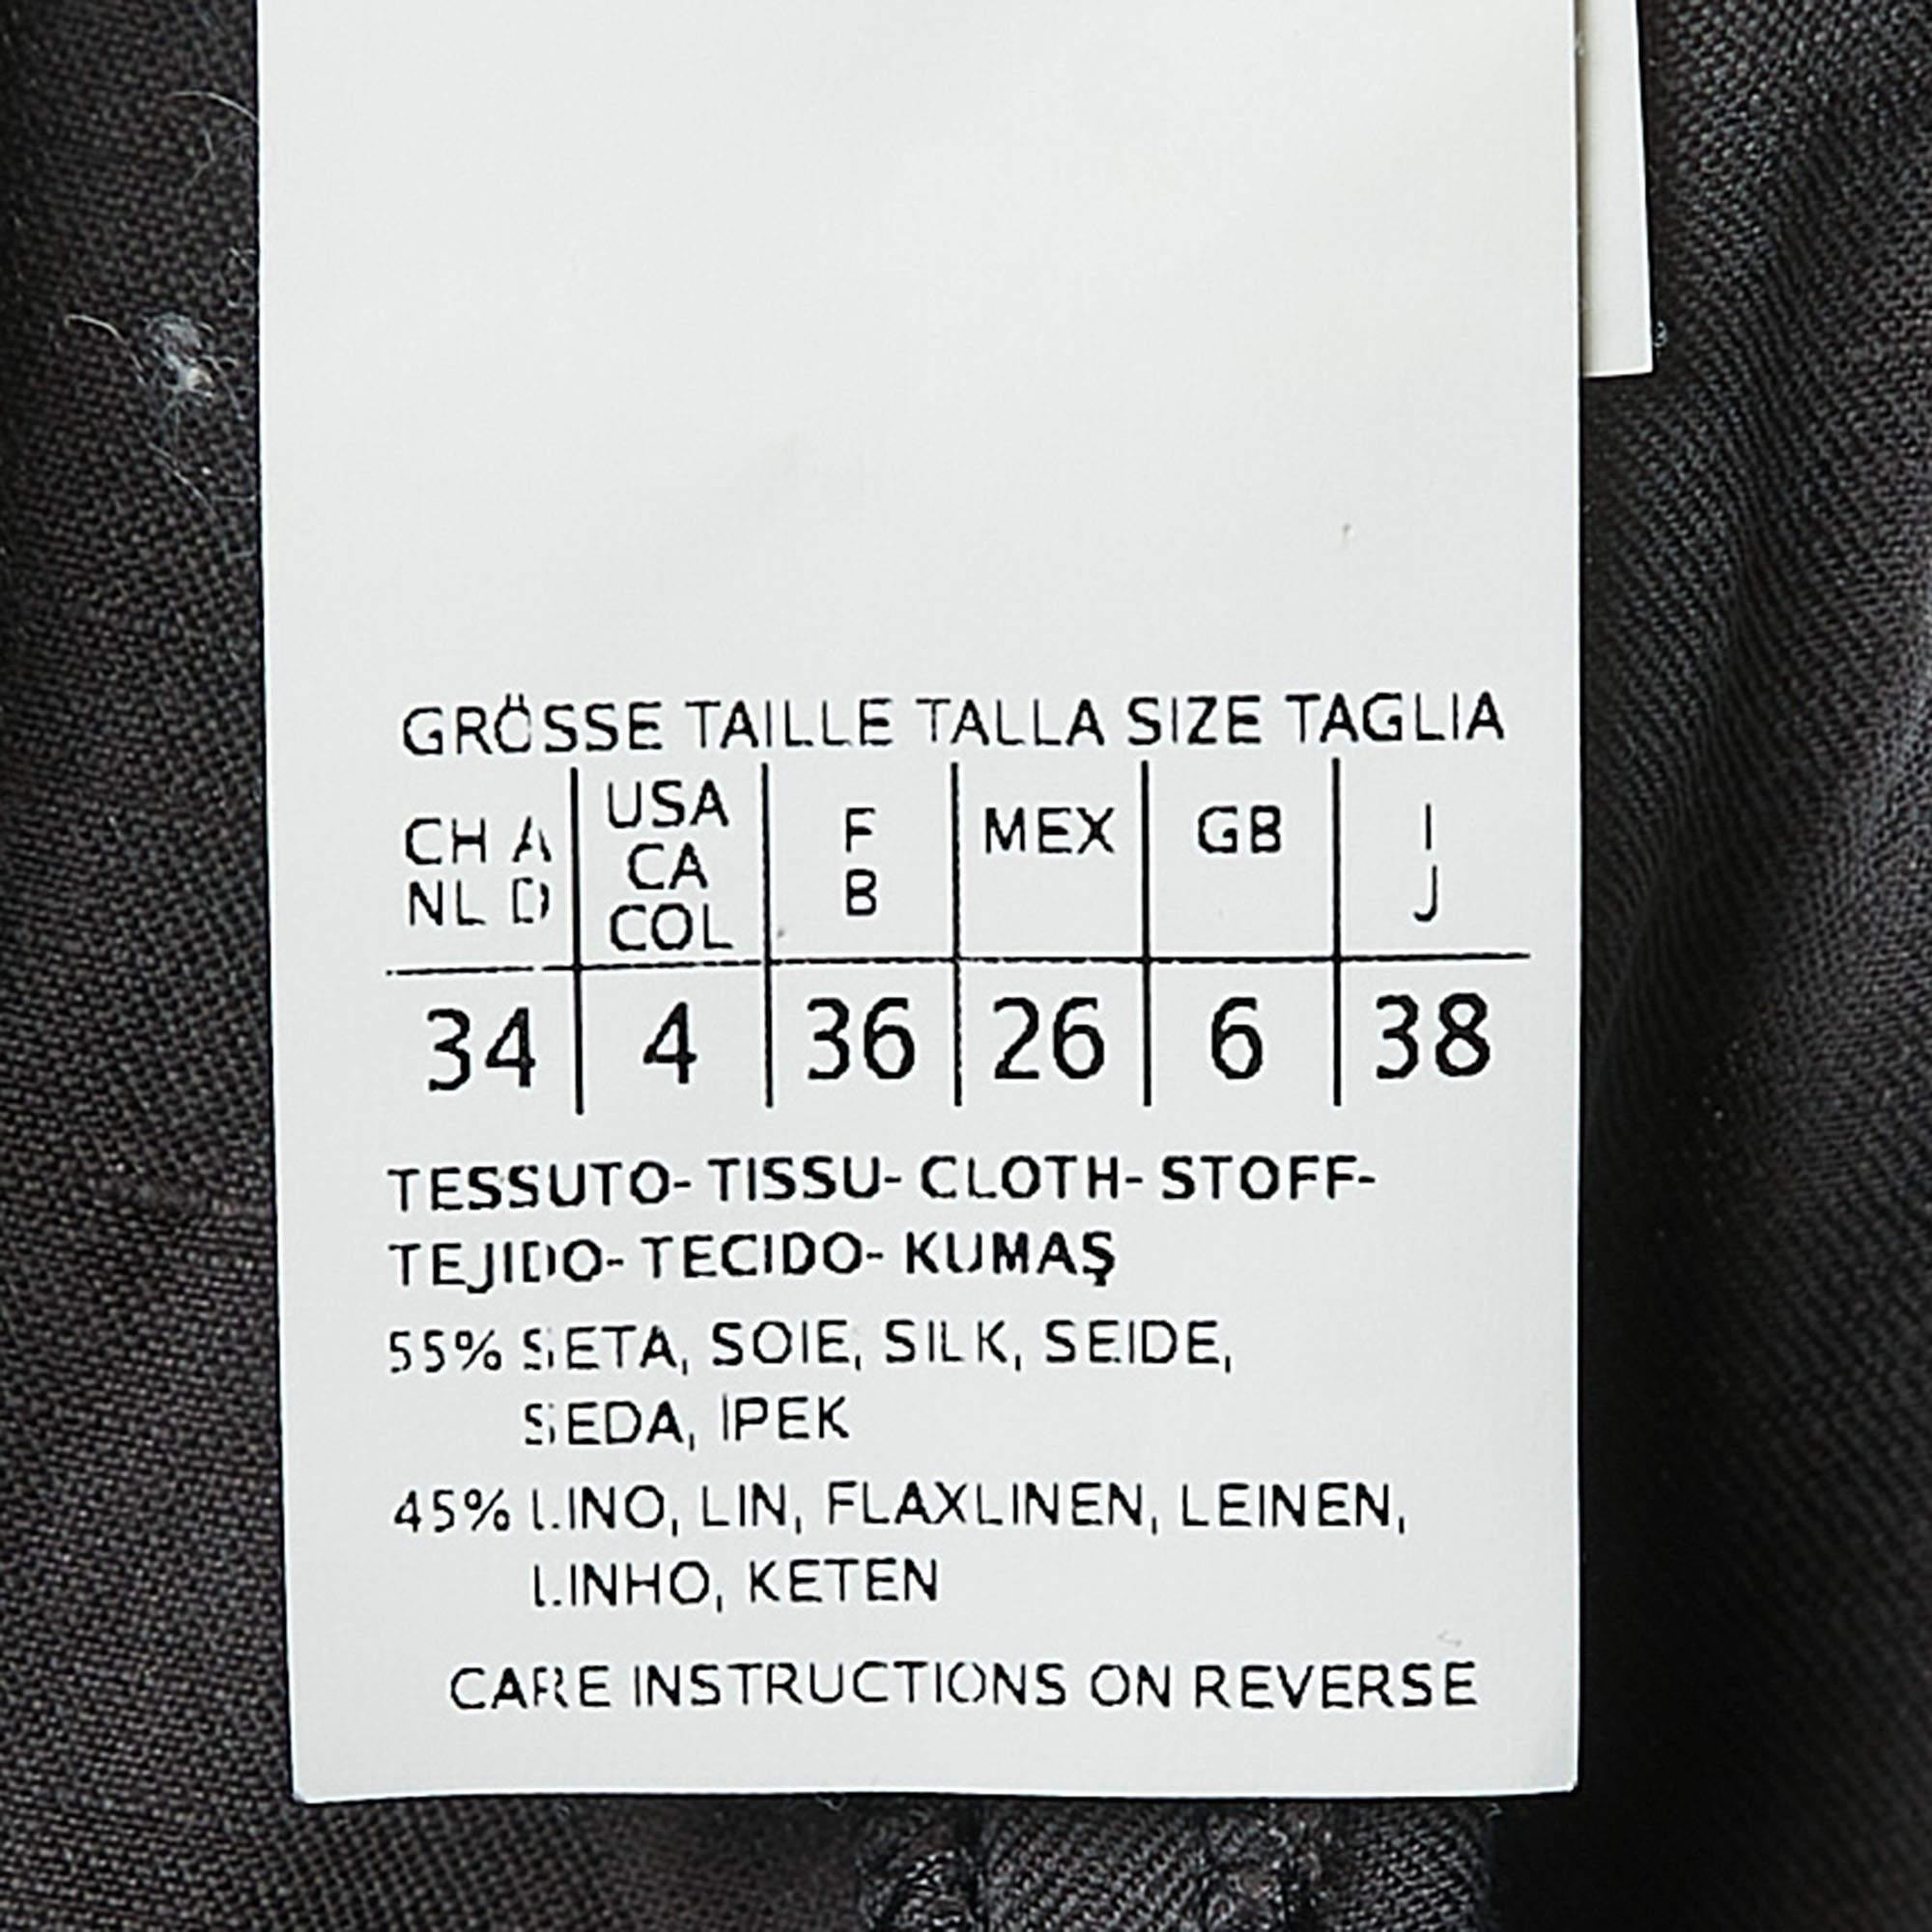 GRÖSSE TAILLE TALLA SIZE TAGLIA
CH A
NL D
USA
CA
COL
F
B
MEX
GB
I
J
34 4 36 26 6 38
TESSUTO- TISSU- CLOTH- STOFF-
TEJIDO- TECIDO- KUMAŞ
55% SETA, SOIE, SILK, SEIDE,
SEDA, IPEK
45% LINO, LIN, FLAXLINEN, LEINEN,
LINHO, KETEN
CARE INSTRUCTIONS ON REVERSE